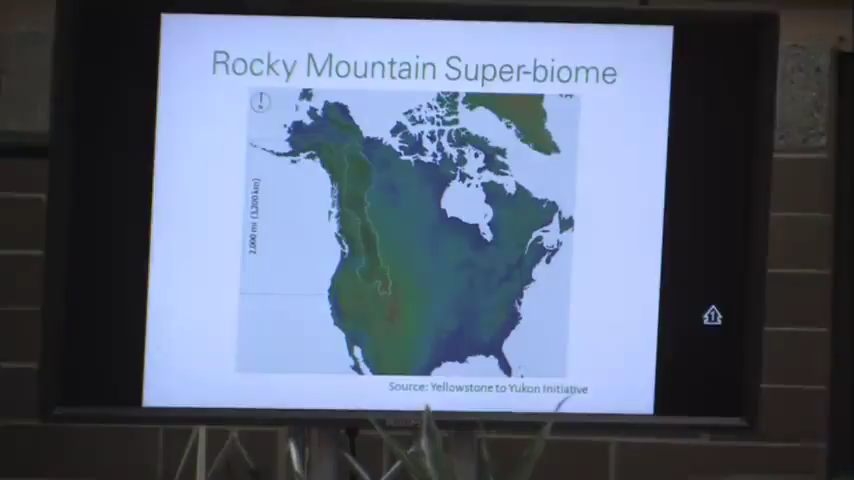 Rocky Mountain Super-biome
2,000 mi (3,200 km)
Source: Yellowstone to Yukon Initiative